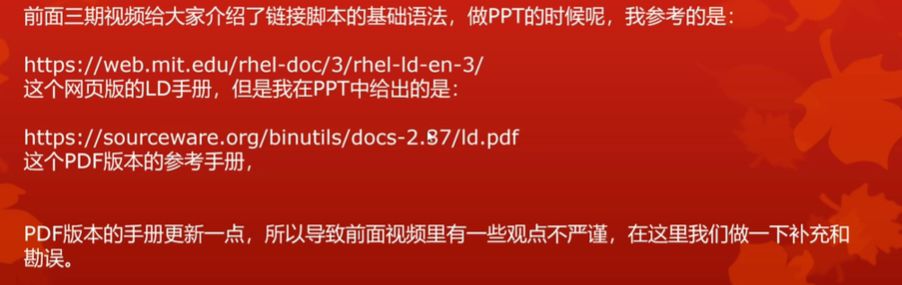 前面三期视频给大家介绍了链接脚本的基础语法，做PPT的时候呢，我参考的是：
https://web.mit.edu/rhel-doc/3/rhel-ld-en-3/
这个网页版的LD手册，但是我在PPT中给出的是：
https://sourceware.org/binutils/docs-2.37/ld.pdf
这个PDF版本的参考手册，
PDF版本的手册更新一点，所以导致前面视频里有一些观点不严谨，在这里我们做一下补充和
勘误。